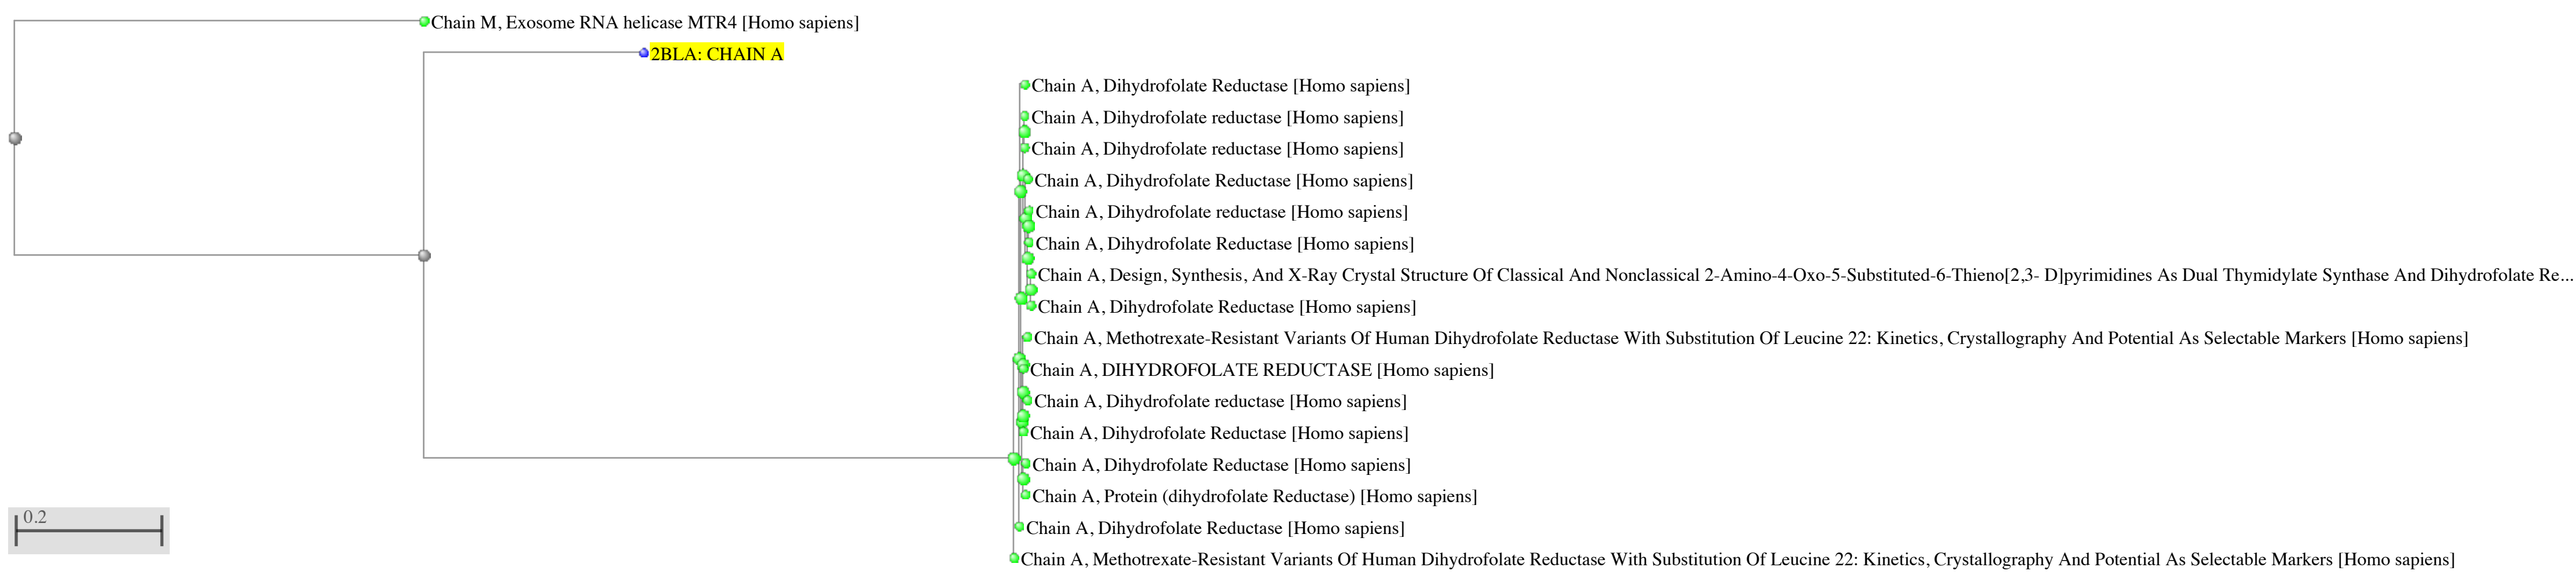 Chain M, Exosome RNA helicase MTR4 [Homo sapiens]
2BLA: CHAIN A
Chain A, Dihydrofolate Reductase [Homo sapiens]
Chain A, Dihydrofolate reductase [Homo sapiens]
Chain A, Dihydrofolate reductase [Homo sapiens]
Chain A, Dihydrofolate Reductase [Homo sapiens]
Chain A, Dihydrofolate reductase [Homo sapiens]
Chain A, Dihydrofolate Reductase [Homo sapiens]
Chain A, Design, Synthesis, And X-Ray Crystal Structure Of Classical And Nonclassical 2-Amino-4-Oxo-5-Substituted-6-Thieno[2,3- D]pyrimidines As Dual Thymidylate Synthase And Dihydrofolate Re...
Chain A, Dihydrofolate Reductase [Homo sapiens]
Chain A, Methotrexate-Resistant Variants Of Human Dihydrofolate Reductase With Substitution Of Leucine 22: Kinetics, Crystallography And Potential As Selectable Markers [Homo sapiens]
Chain A, DIHYDROFOLATE REDUCTASE [Homo sapiens]
Chain A, Dihydrofolate reductase [Homo sapiens]
Chain A, Dihydrofolate Reductase [Homo sapiens]
Chain A, Dihydrofolate Reductase [Homo sapiens]
Chain A, Protein (dihydrofolate Reductase) [Homo sapiens]
0.2
Chain A, Dihydrofolate Reductase [Homo sapiens]
Chain A, Methotrexate-Resistant Variants Of Human Dihydrofolate Reductase With Substitution Of Leucine 22: Kinetics, Crystallography And Potential As Selectable Markers [Homo sapiens]